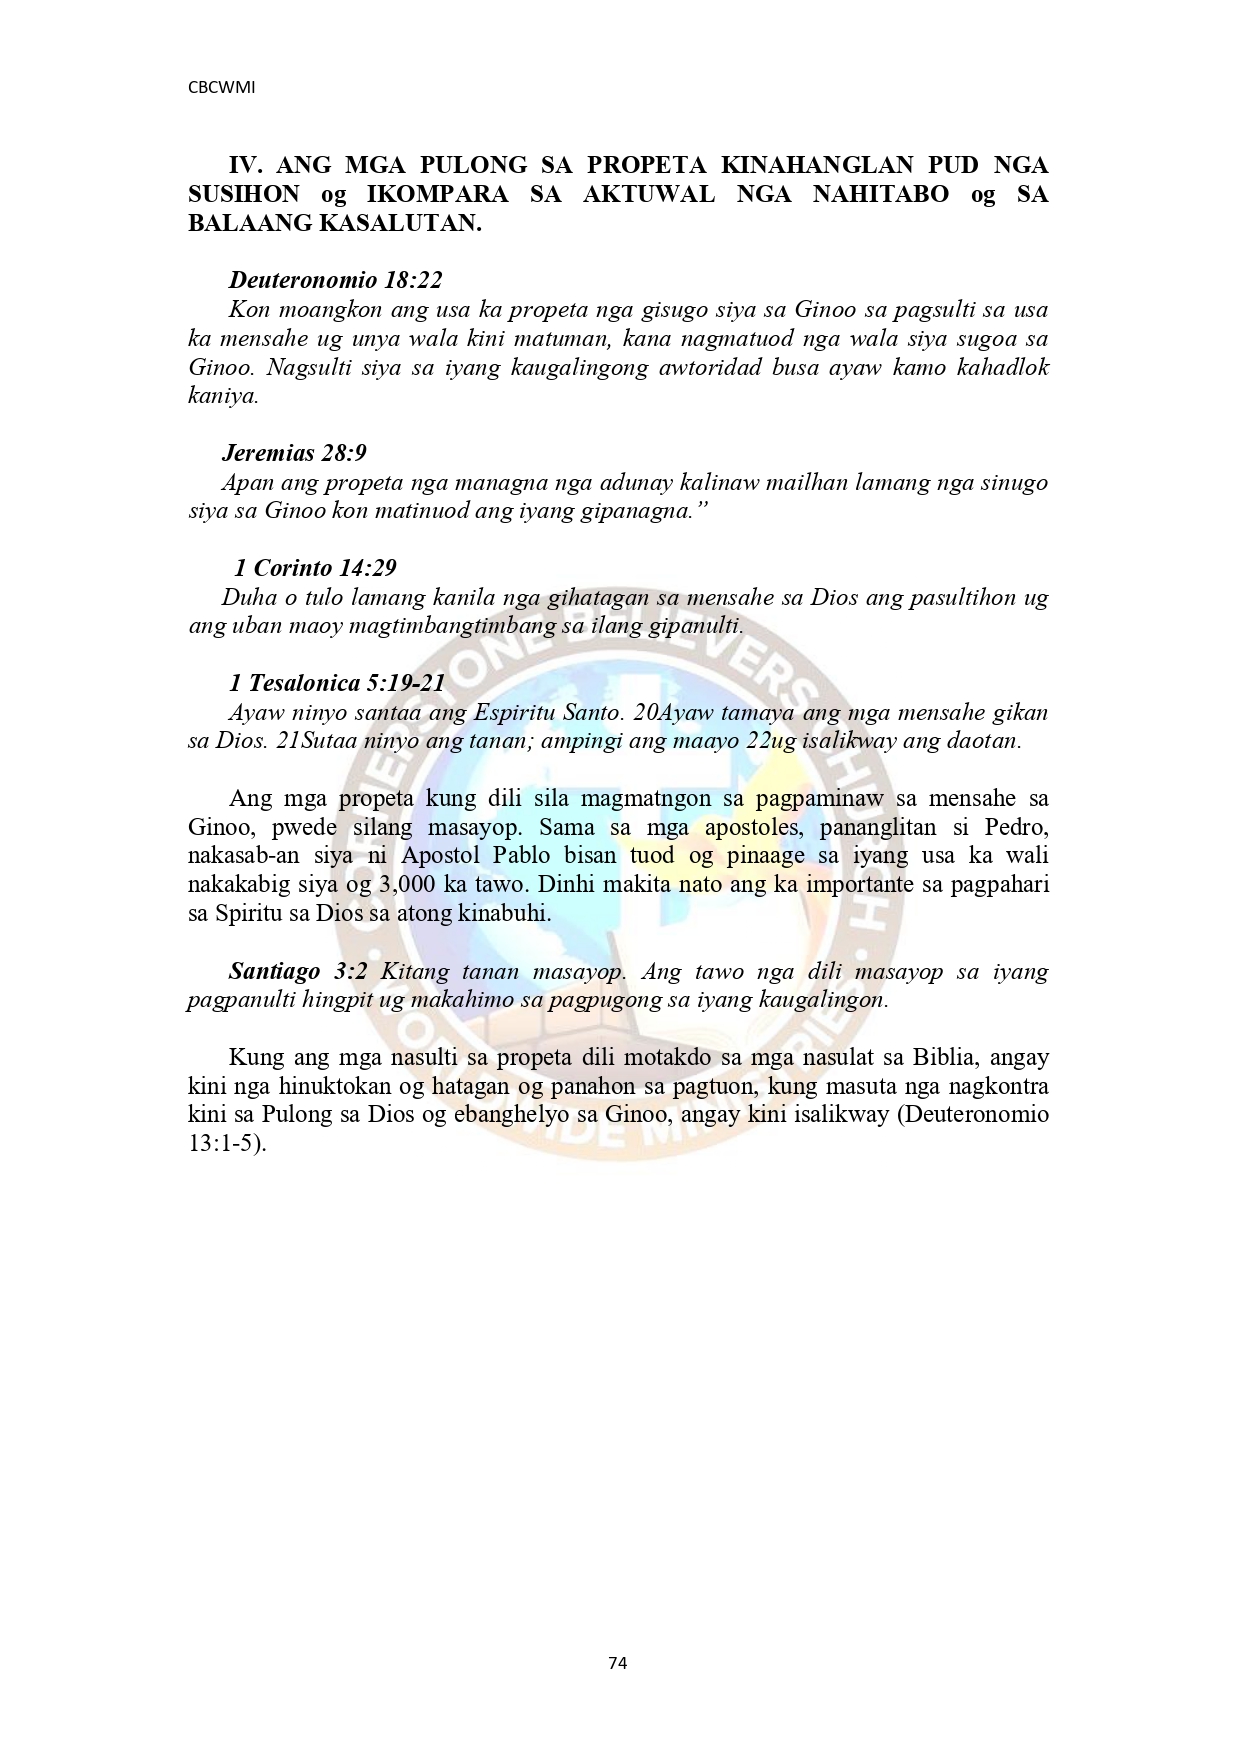 CBCWMI
IV. ANG MGA PULONG SA PROPETA KINAHANGLAN PUD NGA
SUSIHON og IKOMPARA SA AKTUWAL NGA NAHITABO og SA
BALAANG KASALUTAN.
Deuteronomio 18:22
Kon moangkon ang usa ka propeta nga gisugo siya sa Ginoo sa pagsulti sa usa
ka mensahe ug unya wala kini matuman, kana nagmatuod nga wala siya sugoa sa
Ginoo. Nagsulti siya sa iyang kaugalingong awtoridad busa ayaw kamo kahadlok
kaniya.
Jeremias 28:9
Apan ang propeta nga managna nga adunay kalinaw mailhan lamang nga sinugo
siya sa Ginoo kon matinuod ang iyang gipanagna.”
1 Corinto 14:29
Duha o tulo lamang kanila nga gihatagan sa mensahe sa Dios ang pasultihon ug
ang uban maoy magtimbangtimbang sa ilang gipanulti.
1 Tesalonica 5:19-21
Ayaw ninyo santaa ang Espiritu Santo. 20Ayaw tamaya ang mga mensahe gikan
sa Dios. 21Sutaa ninyo ang tanan; ampingi ang maayo 22ug isalikway ang daotan.
Ang mga propeta kung dili sila magmatngon sa pagpaminaw sa mensahe sa
Ginoo, pwede silang masayop. Sama sa mga apostoles, pananglitan si Pedro,
nakasab-an siya ni Apostol Pablo bisan tuod og pinaage sa iyang usa ka wali
nakakabig siya og 3,000 ka tawo. Dinhi makita nato ang ka importante sa pagpahari
sa Spiritu sa Dios sa atong kinabuhi.
Santiago 3:2 Kitang tanan masayop. Ang tawo nga dili masayop sa iyang
pagpanulti hingpit ug makahimo sa pagpugong sa iyang kaugalingon.
Kung ang mga nasulti sa propeta dili motakdo sa mga nasulat sa Biblia, angay
kini nga hinuktokan og hatagan og panahon sa pagtuon, kung masuta nga nagkontra
kini sa Pulong sa Dios og ebanghelyo sa Ginoo, angay kini isalikway (Deuteronomio
13:1-5).
CORNERSTONE BELIEVERS CHURCH
WORLDWIDE MINISTRIES
74